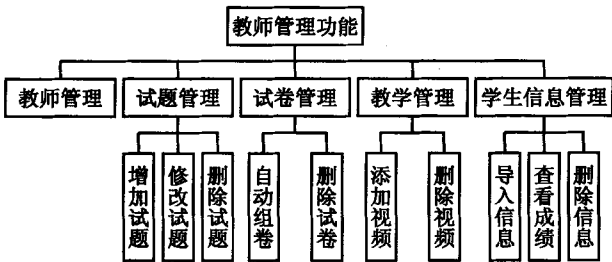 教师管理功能
教师管理
试题管理
试卷管理
教学管理
学生信息管理
增加试题
修改试题
删除试题
自动组卷
删除试卷
添加视频
删除视频
导入信息
查看成绩
删除信息